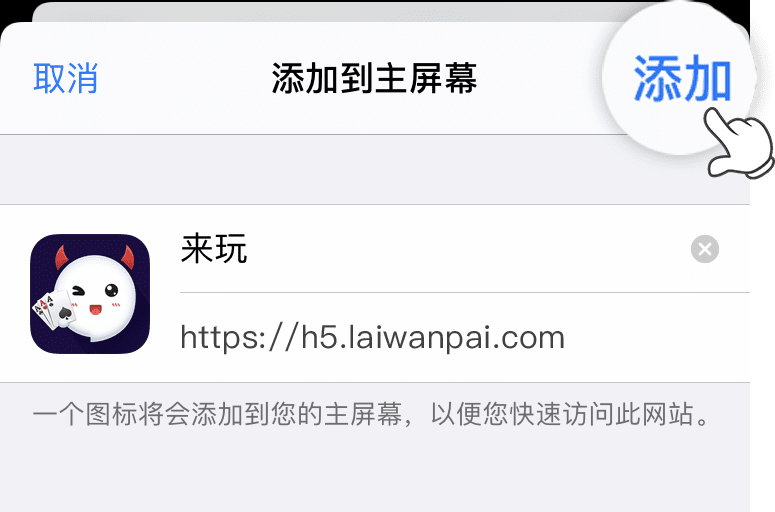 取消 添加到主屏幕 添加
来玩
https://h5.laiwanpai.com
一个图标将会添加到您的主屏幕，以便您快速访问此网站。